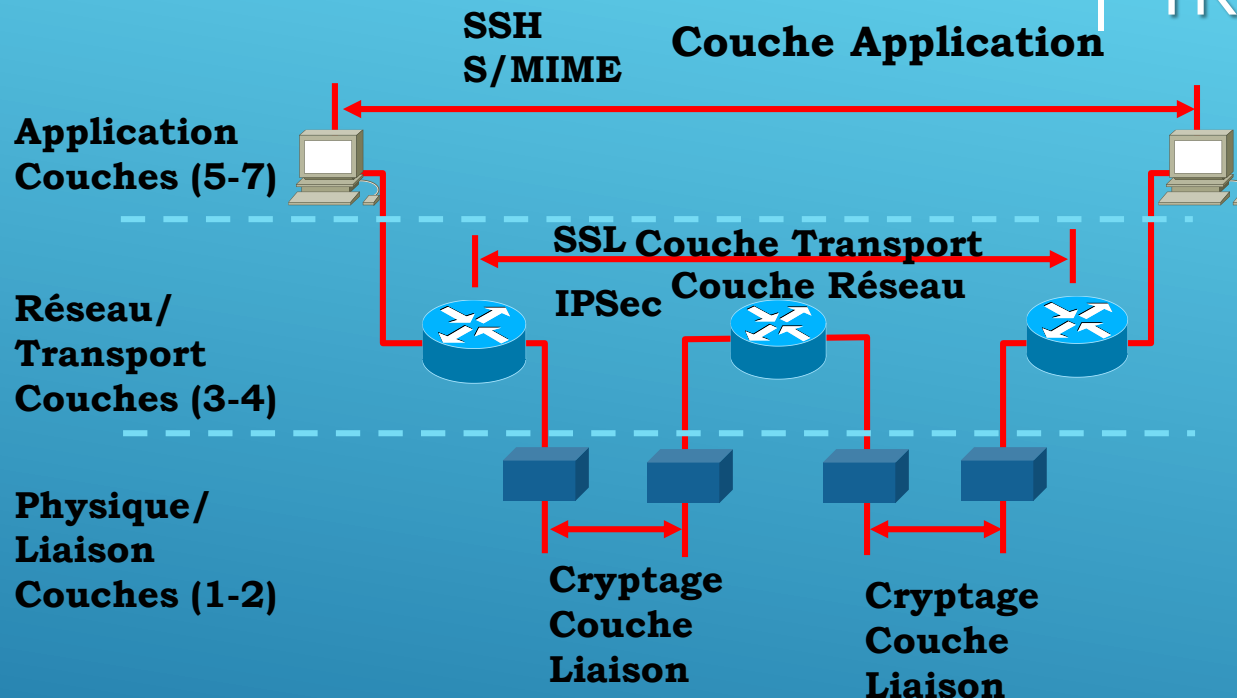 TR
SSH
S/MIME
Couche Application
Application
Couches (5-7)
SSL Couche Transport
IPSec Couche Réseau
Réseau/
Transport
Couches (3-4)
Physique/
Liaison
Couches (1-2)
Cryptage
Couche
Liaison
Cryptage
Couche
Liaison